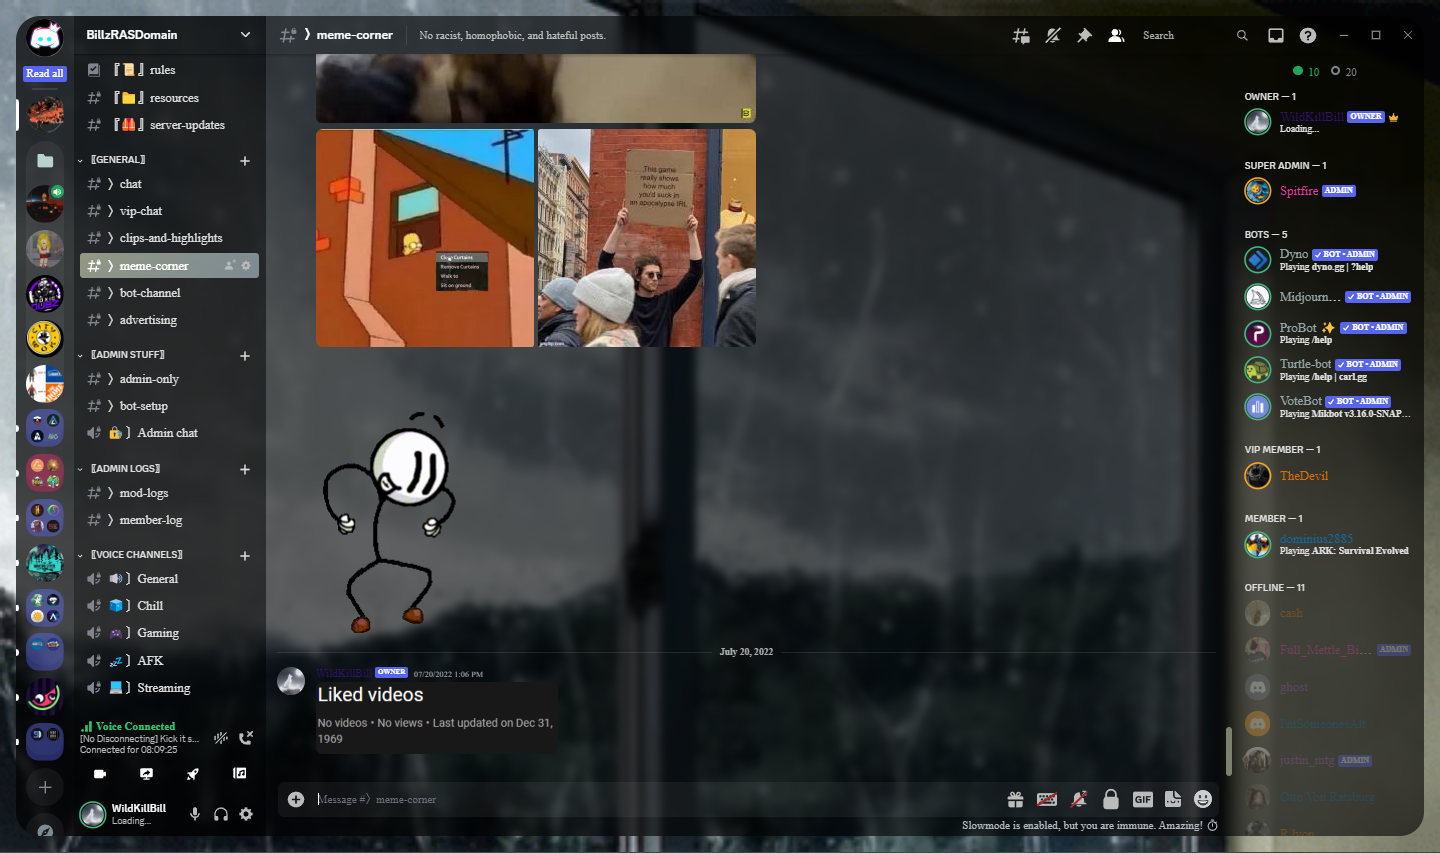 Read all
BillzRASDomain
rules
resources
server-updates
〚GENERAL〛
chat
vip-chat
clips-and-highlights
meme-corner
bot-channel
advertising
〚ADMIN STUFF〛
admin-only
bot-setup
Admin chat
〚ADMIN LOGS〛
mod-logs
member-log
〚VOICE CHANNELS〛
General
Chill
Gaming
AFK
Streaming
Voice Connected
[No Disconnecting] Kick it s...
Connected for 08:09:25
WildKillBill
Loading...
meme-corner
No racist, homophobic, and hateful posts.
Search
Clean Curtains
Remove Curtains
Walk to
Sit on ground
This game
really shows
how much
you'd suck in
an apocalypse IRL
July 20, 2022
WildKillBill OWNER 07/20/2022 1:06 PM
Liked videos
No videos • No views • Last updated on Dec 31,
1969
Message #〉meme-corner
GIF
Slowmode is enabled, but you are immune. Amazing!
10 20
OWNER — 1
WildKillBill OWNER
Loading...
SUPER ADMIN — 1
Spitfire ADMIN
BOTS — 5
Dyno ✓ BOT • ADMIN
Playing dyno.gg | ?help
Midjourn... ✓ BOT • ADMIN
ProBot ✨ ✓ BOT • ADMIN
Playing /help
Turtle-bot ✓ BOT • ADMIN
Playing /help | carl.gg
VoteBot ✓ BOT • ADMIN
Playing Mikbot v3.16.0-SNAP...
VIP MEMBER — 1
TheDevil
MEMBER — 1
dominius2885
Playing ARK: Survival Evolved
OFFLINE — 11
cash
Full_Mettle_Bi... ADMIN
ghost
justin_mtg ADMIN